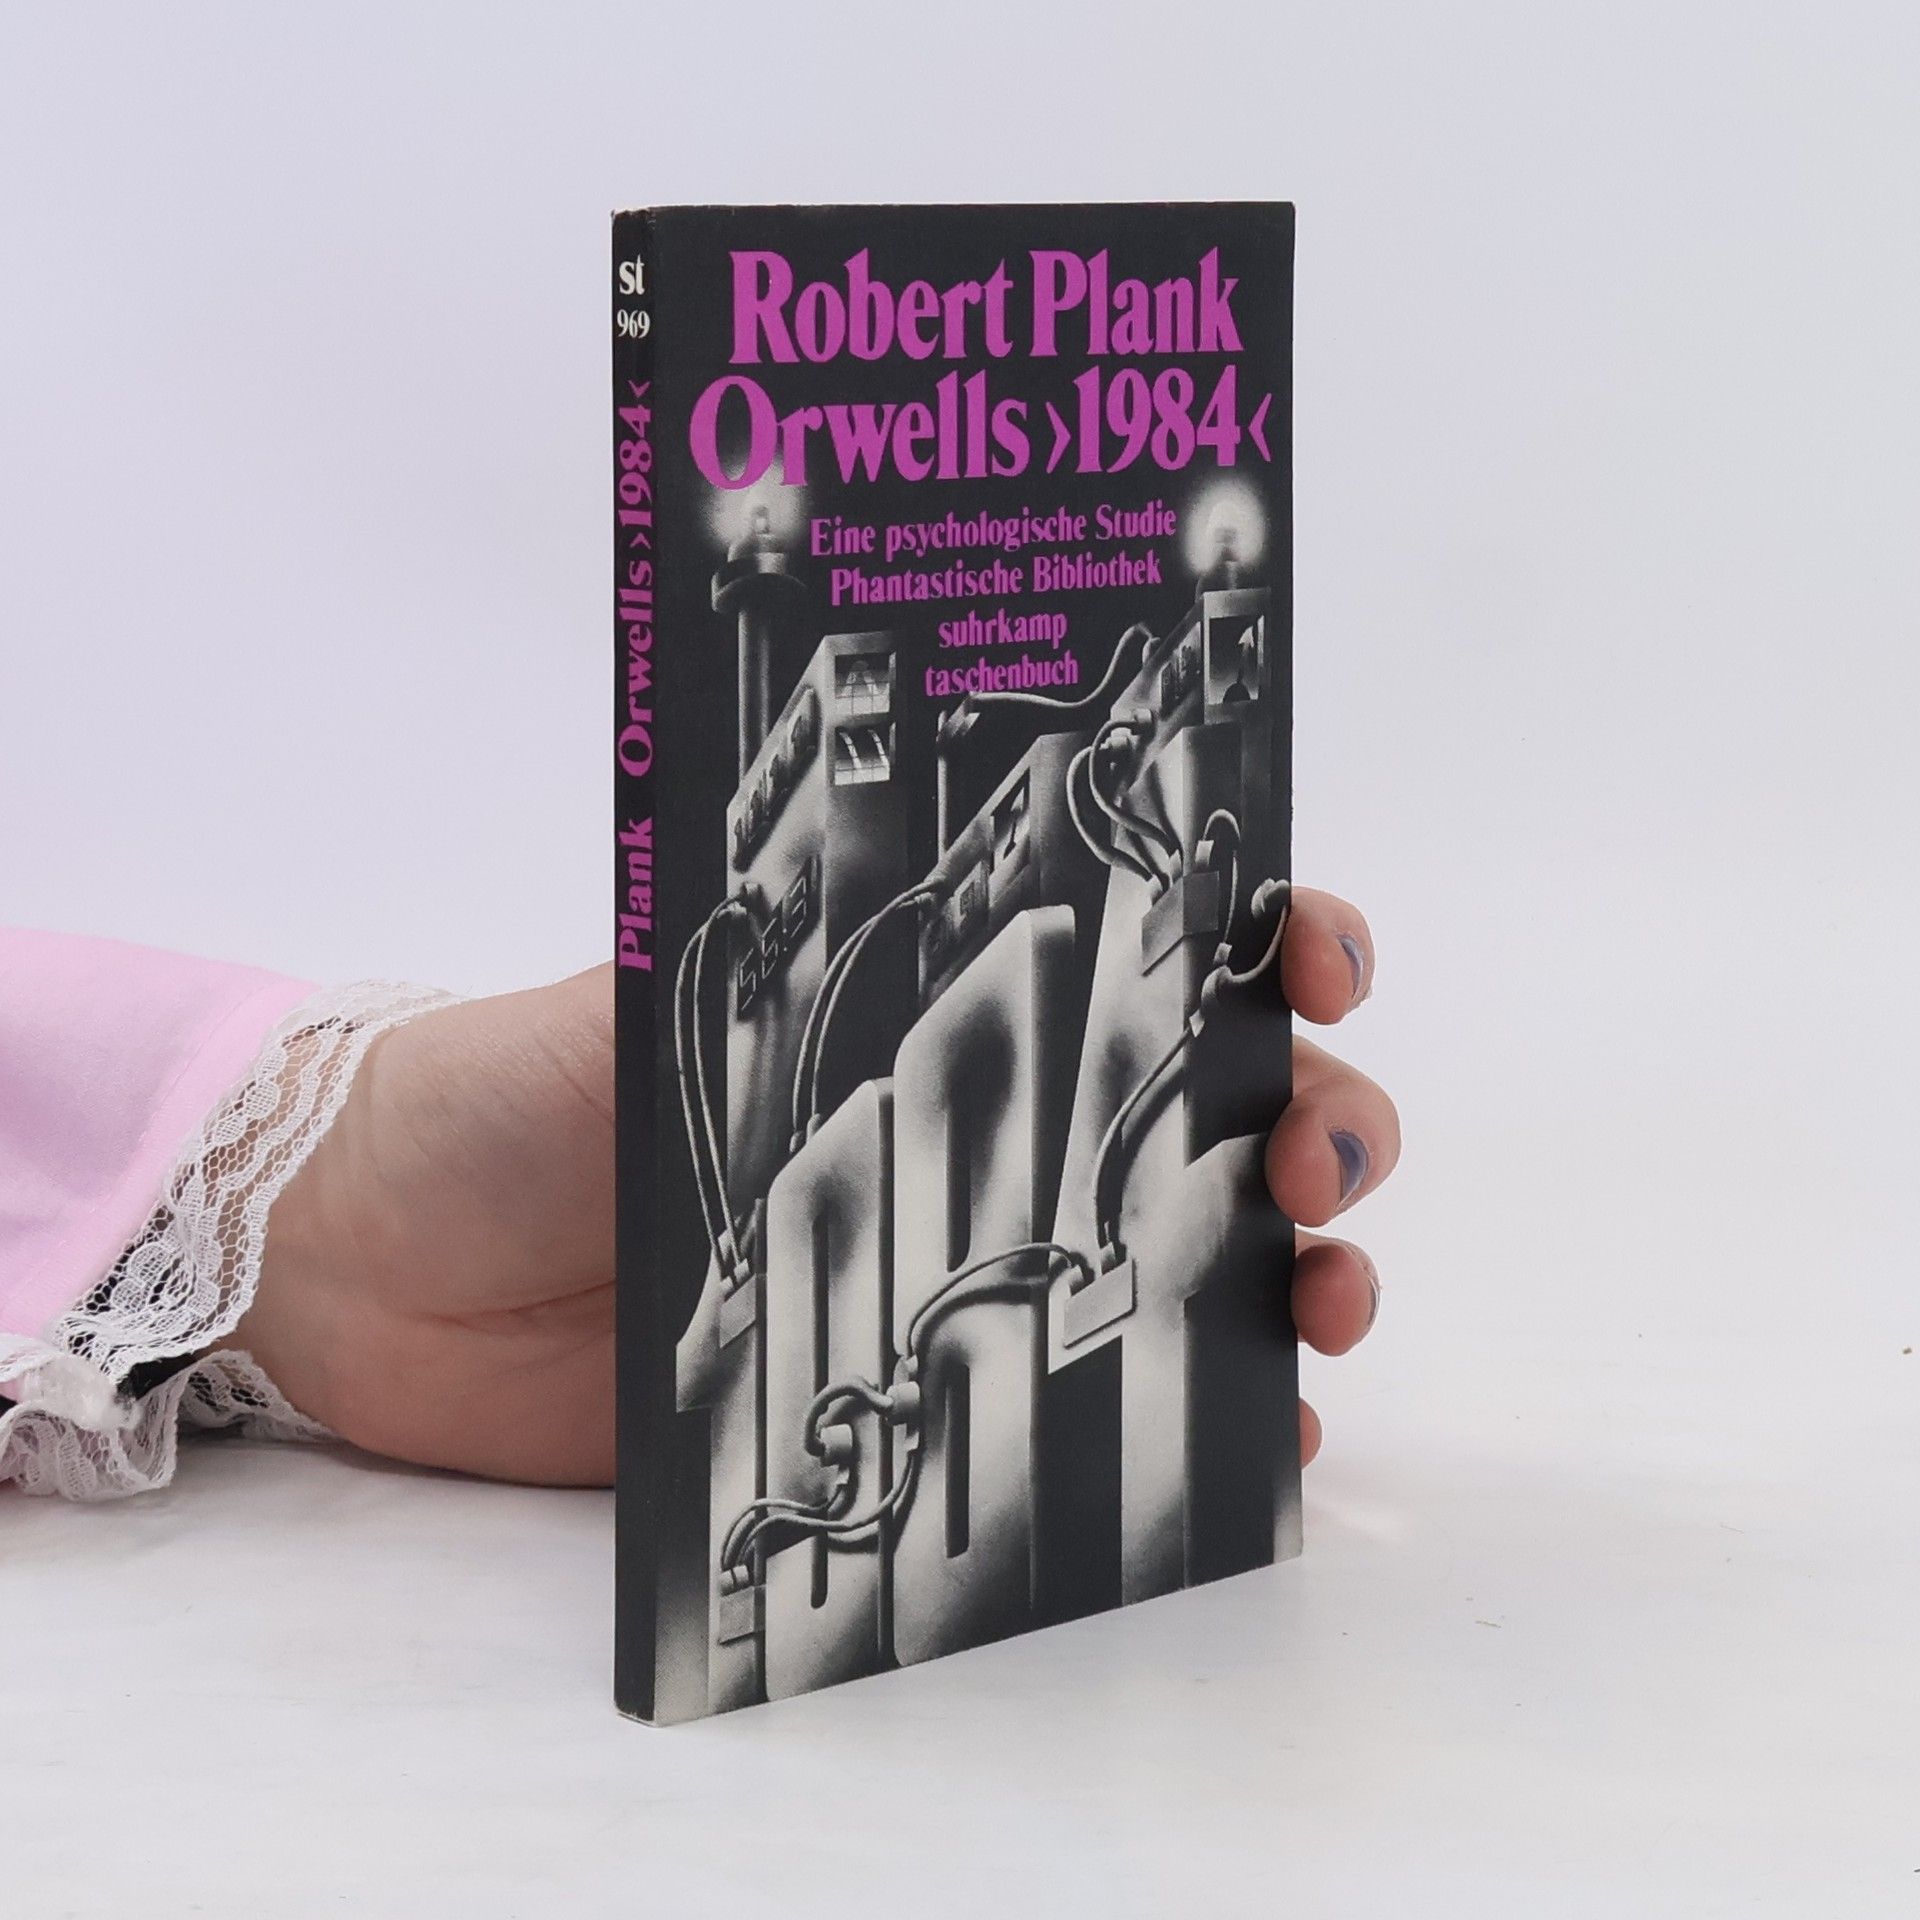 st
969
Plank Orwells ›1984‹
Robert Plank
Orwells ›1984‹
Eine psychologische Studie
Phantastische Bibliothek
suhrkamp
taschenbuch
1984